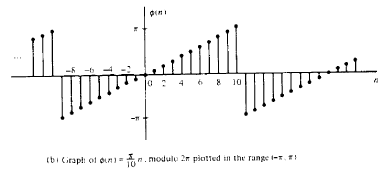 φ(n)
π
...
-8 -6 -4 -2 0 2 4 6 8 10
n
-π
(b) Graph of φ(n) = π/10 n, modulo 2π plotted in the range (-π, π)